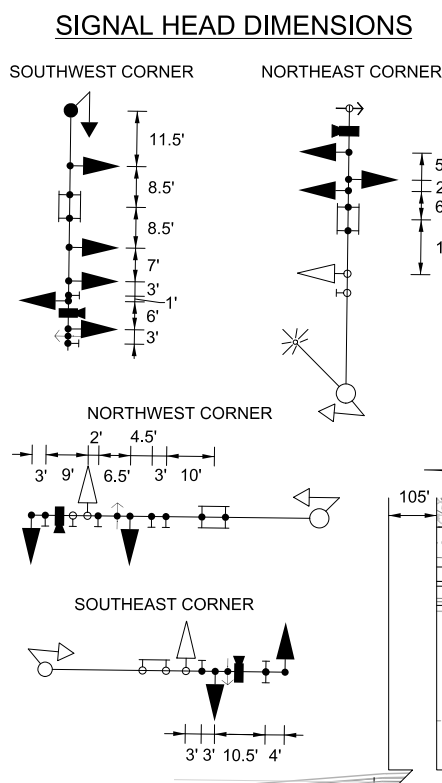 SIGNAL HEAD DIMENSIONS
SOUTHWEST CORNER
11.5'
8.5'
8.5'
7'
3'
1'
6'
3'
NORTHEAST CORNER
5
2
6
1
NORTHWEST CORNER
2' 4.5'
3' 9' 6.5' 3' 10'
105'
SOUTHEAST CORNER
3' 3' 10.5' 4'